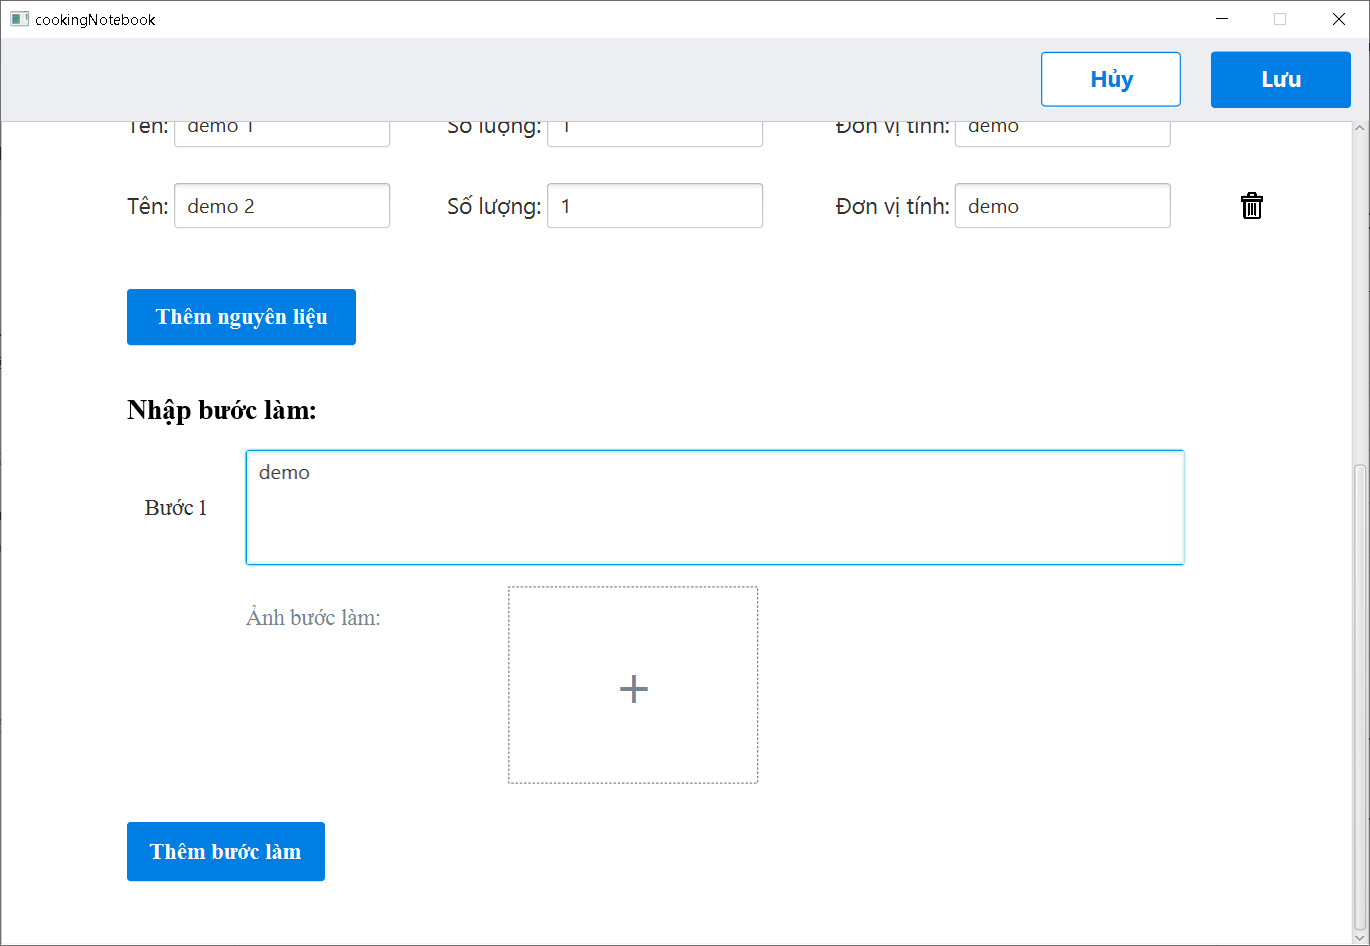 cookingNotebook
Hủy Lưu
Tên: demo 1 Số lượng: 1 Đơn vị tính: demo
Tên: demo 2 Số lượng: 1 Đơn vị tính: demo
Thêm nguyên liệu
Nhập bước làm:
demo
Bước 1
Ảnh bước làm:
Thêm bước làm